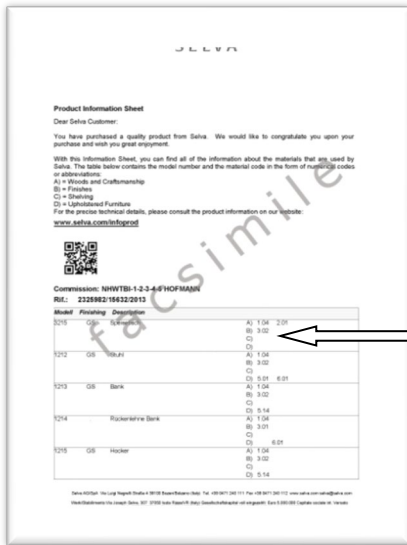 SELVA
Product Information Sheet
Dear Selva Customer:
You have purchased a quality product from Selva. We would like to congratulate you upon your
purchase and wish you great enjoyment.
With this Information Sheet, you can find all of the information about the materials that are used by
Selva. The table below contains the model number and the material code in the form of numerical codes
or abbreviations:
A) = Woods and Craftsmanship
B) = Finishes
C) = Shelving
D) = Upholstered Furniture
For the precise technical details, please consult the product information on our website:
www.selva.com/infoprod
facsimile
Commission: NHWTBI-1-2-3-4-5 HOFMANN
Rif.: 2325982/15632/2013
Modell Finishing Description
3215 A) 1.04 2.01
B) 3.02
C)
D)
1212 G8 Stuhl A) 1.04
B) 3.02
C)
D) 5.01 6.01
1213 G8 Bank A) 1.04
B) 3.02
C)
D) 5.14
1214 Rückenlehne Bank A) 1.04
B) 3.01
C)
D) 6.01
1215 G8 Hocker A) 1.04
B) 3.02
C)
D) 5.14